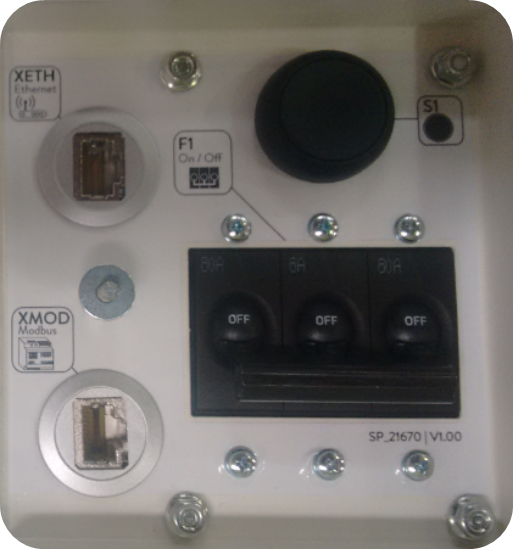 XETH
Ethernet
S1
F1
On / Off
80A
6A
80A
OFF
OFF
OFF
XMOD
Modbus
SP_21670 | V1.00